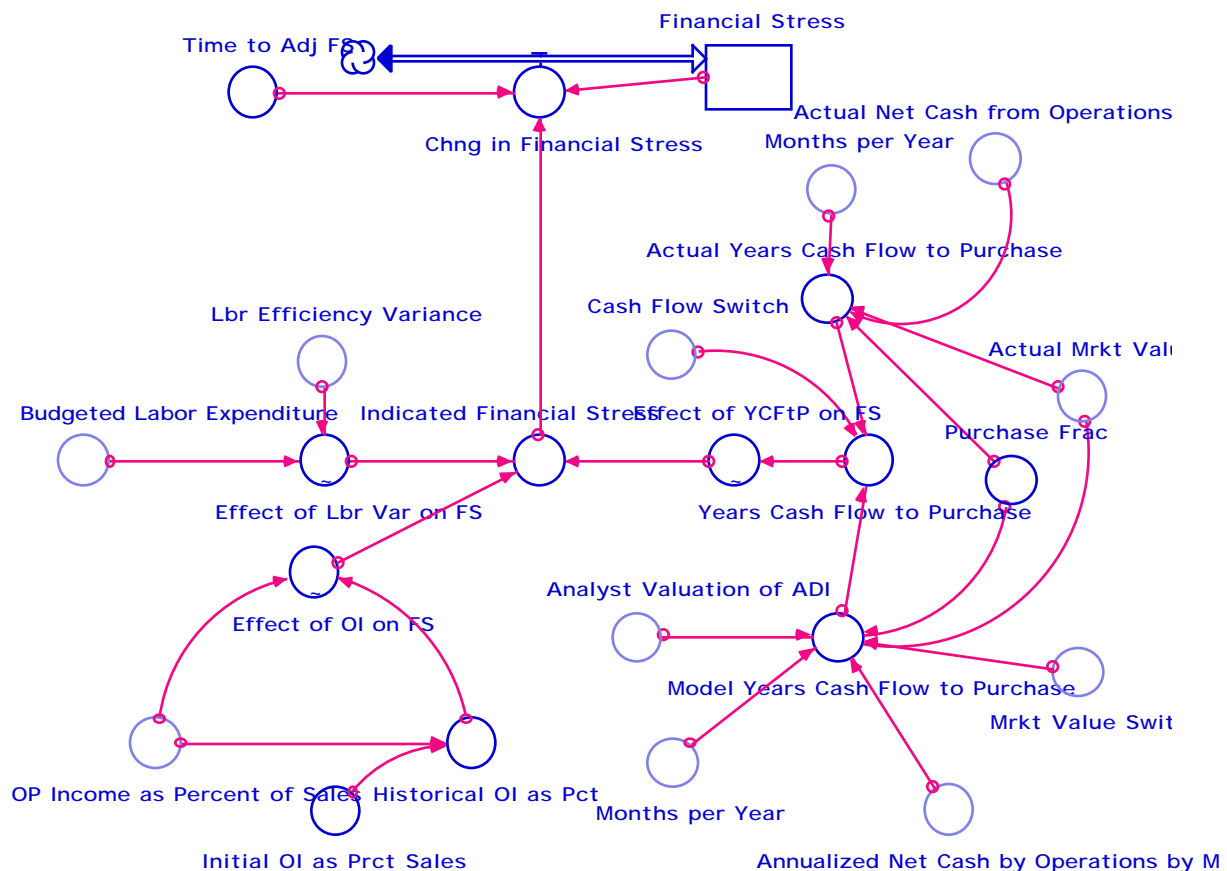 Financial Stress
Time to Adj FS
Actual Net Cash from Operations
Months per Year
Chng in Financial Stress
Actual Years Cash Flow to Purchase
Cash Flow Switch
Lbr Efficiency Variance
Actual Mrkt Valu
Budgeted Labor Expenditure
Indicated Financial Stress
Effect of YCFtP on FS
Purchase Frac
~
~
Effect of Lbr Var on FS
Years Cash Flow to Purchase
Analyst Valuation of ADI
~
Effect of OI on FS
Model Years Cash Flow to Purchase
Mrkt Value Swit
OP Income as Percent of Sales
Historical OI as Pct
Months per Year
Initial OI as Prct Sales
Annualized Net Cash by Operations by M